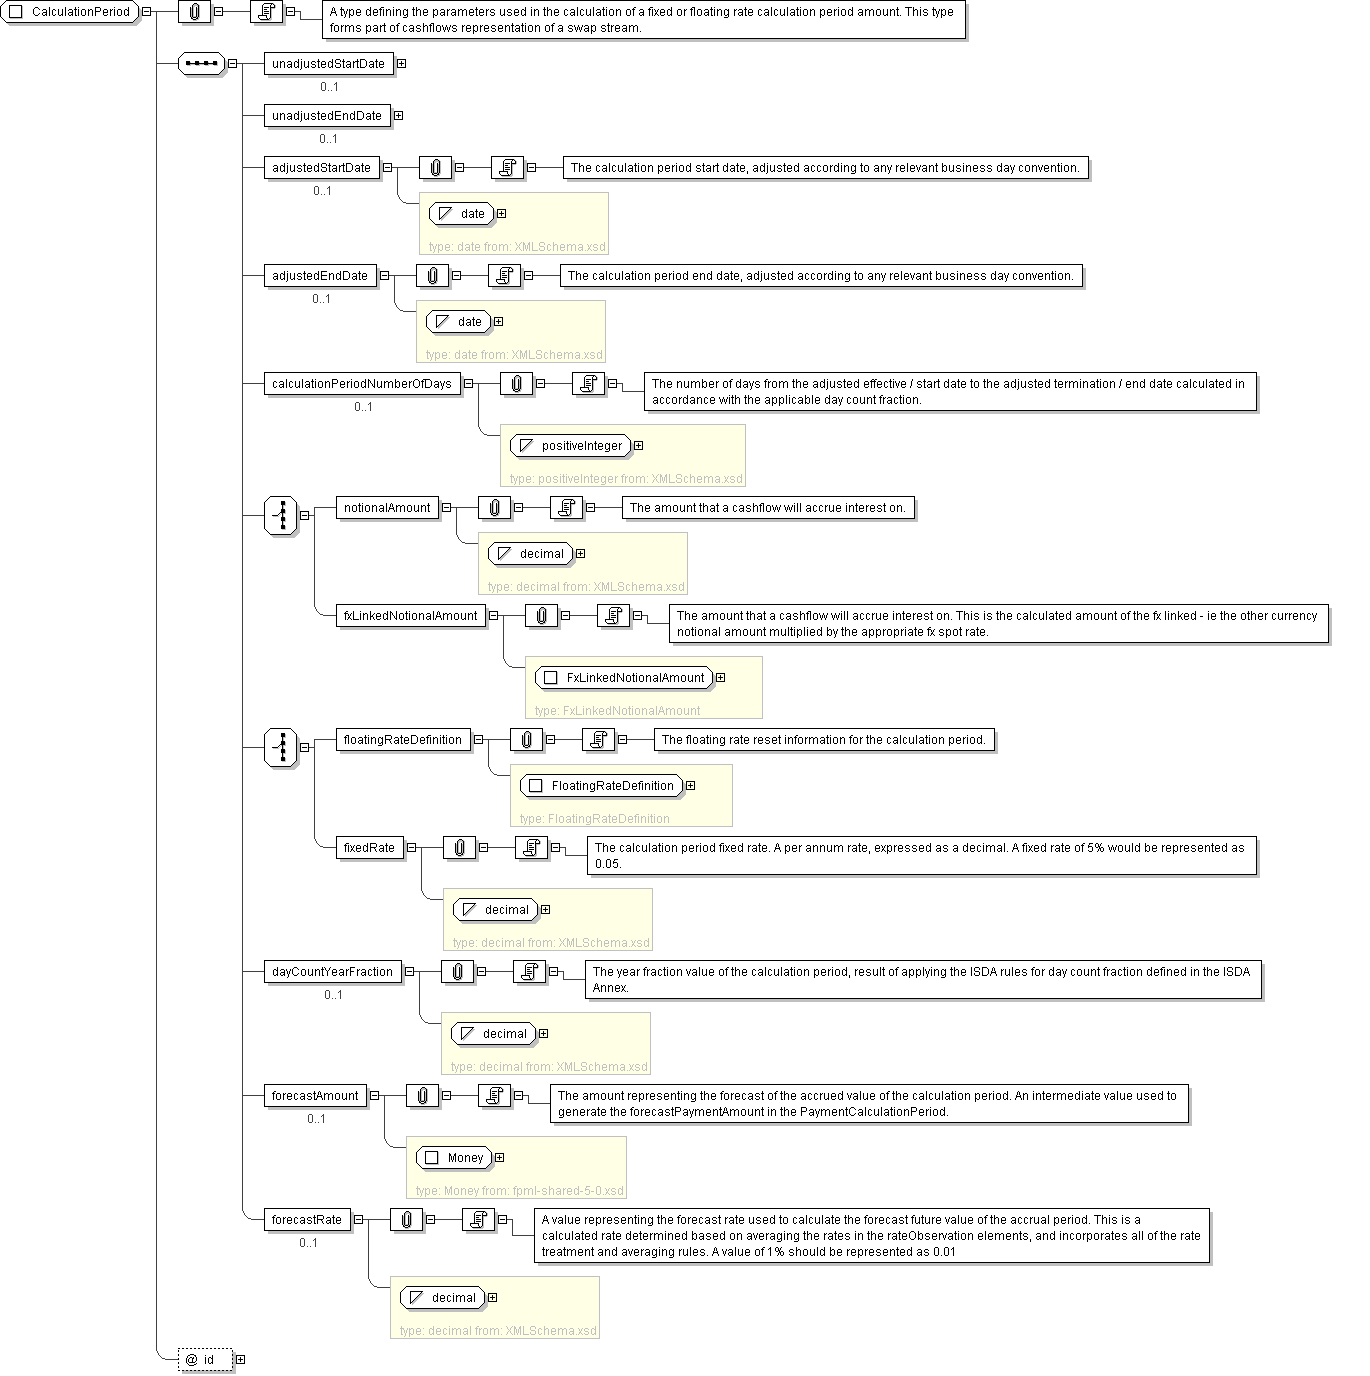 CalculationPeriod
A type defining the parameters used in the calculation of a fixed or floating rate calculation period amount. This type
forms part of cashflows representation of a swap stream.
unadjustedStartDate
0..1
unadjustedEndDate
0..1
adjustedStartDate
The calculation period start date, adjusted according to any relevant business day convention.
0..1
date
type: date from: XMLSchema.xsd
adjustedEndDate
The calculation period end date, adjusted according to any relevant business day convention.
0..1
date
type: date from: XMLSchema.xsd
calculationPeriodNumberOfDays
The number of days from the adjusted effective / start date to the adjusted termination / end date calculated in
accordance with the applicable day count fraction.
0..1
positiveInteger
type: positiveInteger from: XMLSchema.xsd
notionalAmount
The amount that a cashflow will accrue interest on.
decimal
type: decimal from: XMLSchema.xsd
fxLinkedNotionalAmount
The amount that a cashflow will accrue interest on. This is the calculated amount of the fx linked - ie the other currency
notional amount multiplied by the appropriate fx spot rate.
FxLinkedNotionalAmount
type: FxLinkedNotionalAmount
floatingRateDefinition
The floating rate reset information for the calculation period.
FloatingRateDefinition
type: FloatingRateDefinition
fixedRate
The calculation period fixed rate. A per annum rate, expressed as a decimal. A fixed rate of 5% would be represented as
0.05.
decimal
type: decimal from: XMLSchema.xsd
dayCountYearFraction
The year fraction value of the calculation period, result of applying the ISDA rules for day count fraction defined in the ISDA
Annex.
0..1
decimal
type: decimal from: XMLSchema.xsd
forecastAmount
The amount representing the forecast of the accrued value of the calculation period. An intermediate value used to
generate the forecastPaymentAmount in the PaymentCalculationPeriod.
0..1
Money
type: Money from: fpml-shared-5-0.xsd
forecastRate
A value representing the forecast rate used to calculate the forecast future value of the accrual period. This is a
calculated rate determined based on averaging the rates in the rateObservation elements, and incorporates all of the rate
treatment and averaging rules. A value of 1% should be represented as 0.01
0..1
decimal
type: decimal from: XMLSchema.xsd
@ id